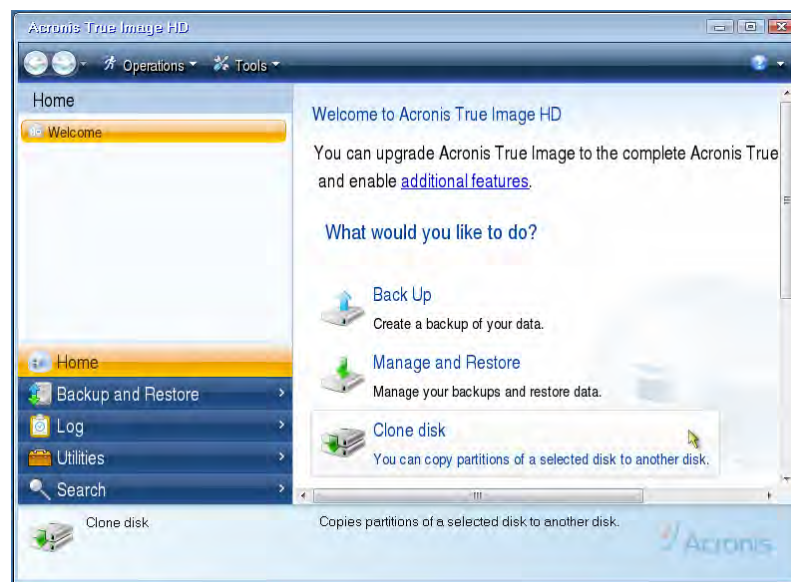 Acronis True Image HD
Operations Tools
Home
Welcome
Home
Backup and Restore
Log
Utilities
Search
Welcome to Acronis True Image HD
You can upgrade Acronis True Image to the complete Acronis True
and enable additional features.
What would you like to do?
Back Up
Create a backup of your data.
Manage and Restore
Manage your backups and restore data.
Clone disk
You can copy partitions of a selected disk to another disk.
Clone disk
Copies partitions of a selected disk to another disk.
Acronis